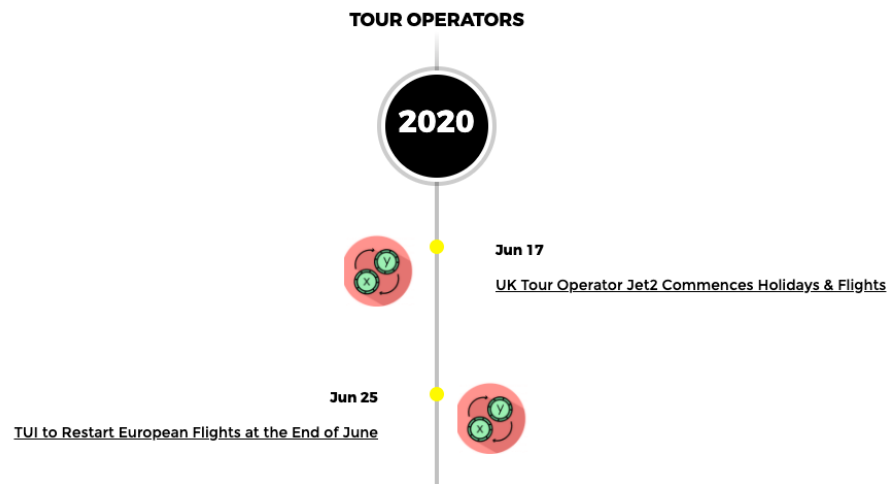 TOUR OPERATORS
2020
Jun 17
y
x
UK Tour Operator Jet2 Commences Holidays & Flights
Jun 25
y
x
TUI to Restart European Flights at the End of June